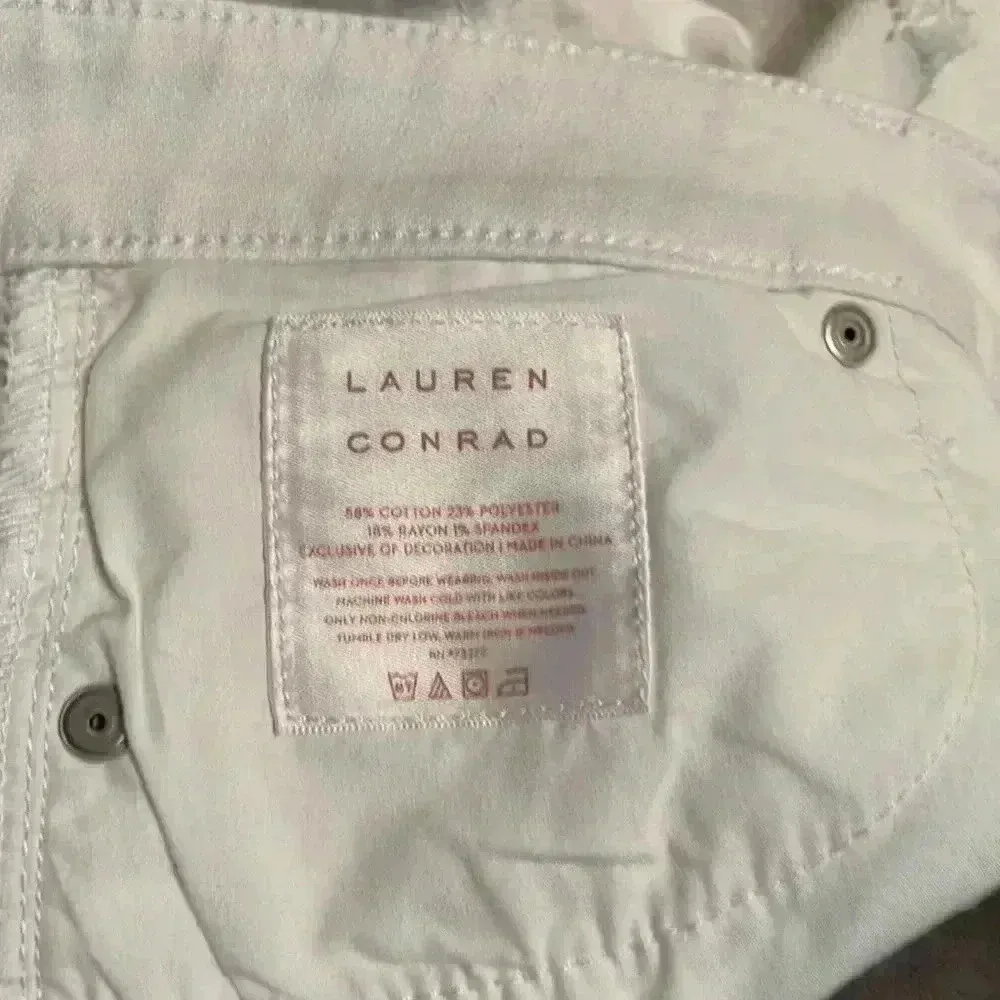 LAUREN
CONRAD
58% COTTON 23% POLYESTER
18% RAYON 1% SPANDEX
EXCLUSIVE OF DECORATION | MADE IN CHINA
WASH ONCE BEFORE WEARING, WASH INSIDE OUT
MACHINE WASH COLD WITH LIKE COLORS
ONLY NON-CHLORINE BLEACH WHEN NEEDED
TUMBLE DRY LOW, WARM IRON IF NEEDED
RN